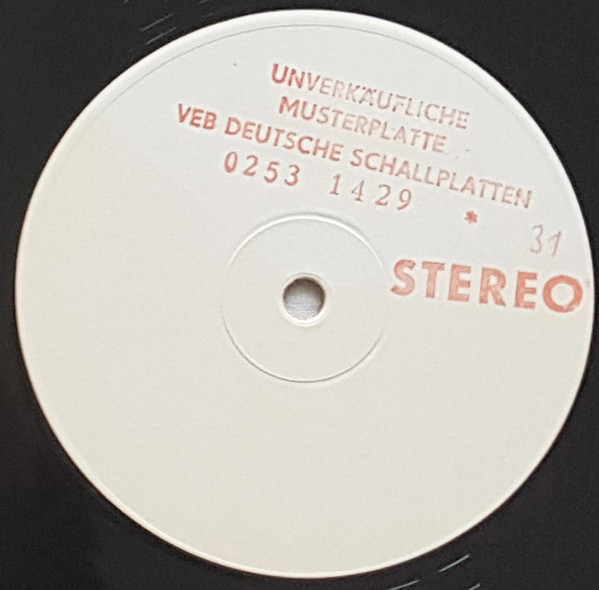 UNVERKÄUFLICHE
MUSTERPLATTE
VEB DEUTSCHE SCHALLPLATTEN
0253 1429 *
31
STEREO